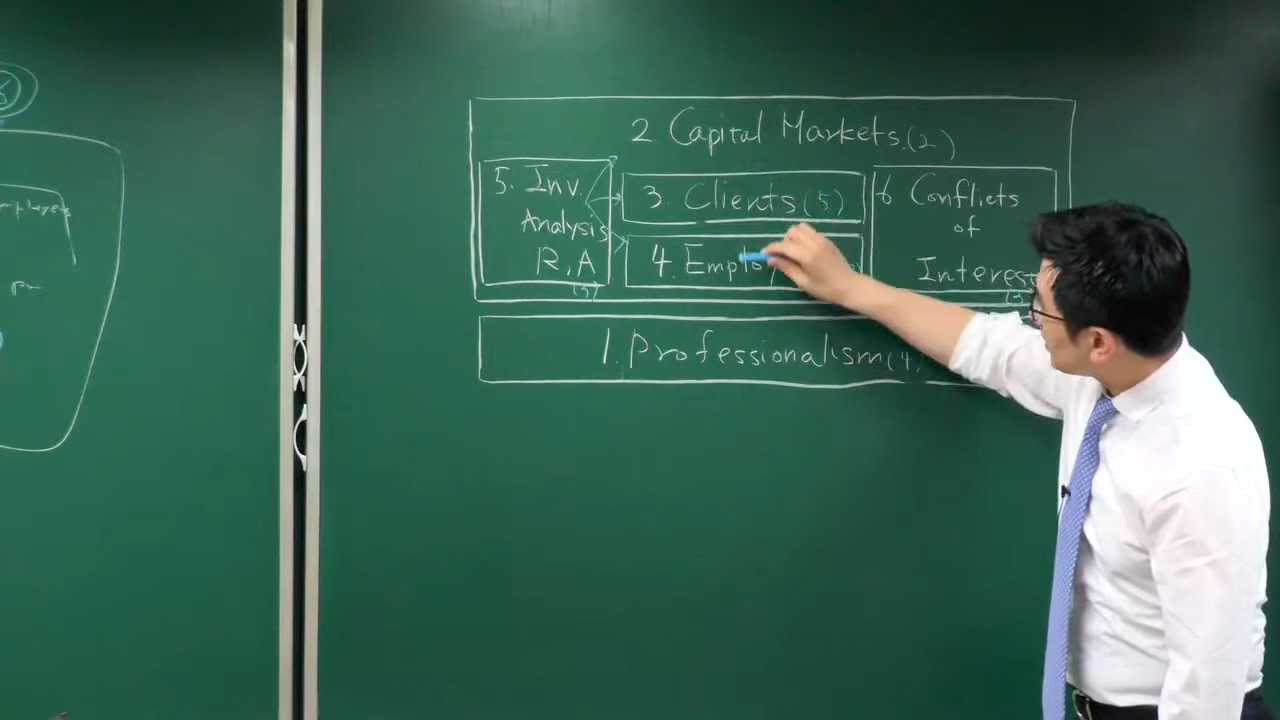 2 Capital Markets.(2)
5. Inv.
Analysis
R, A
(3)
3. Clients (5)
4. Emplo
6 Conflicts
of
Interest
1. Professionalism (4)